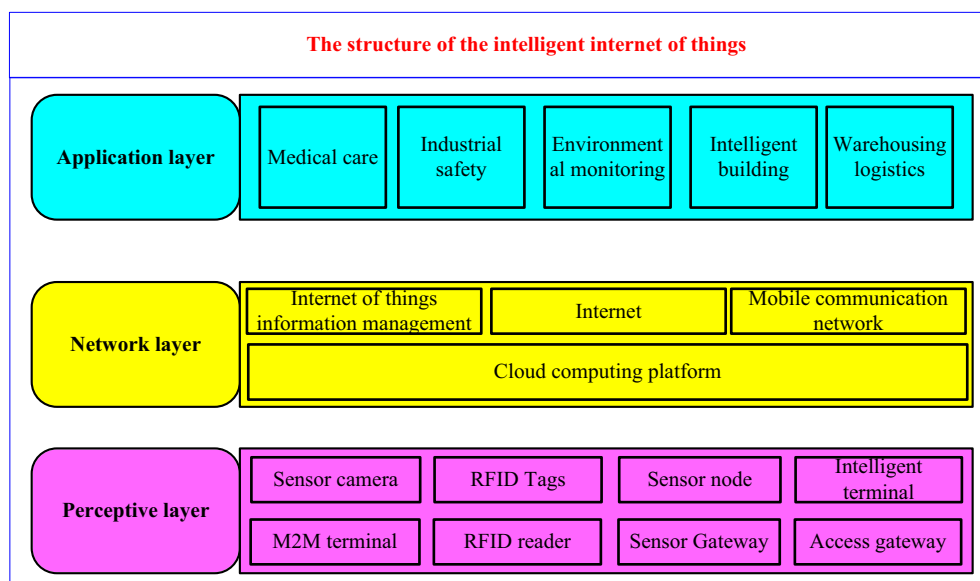 The structure of the intelligent internet of things
Application layer
Medical care
Industrial
safety
Environment
al monitoring
Intelligent
building
Warehousing
logistics
Network layer
Internet of things
information management
Internet
Mobile communication
network
Cloud computing platform
Perceptive layer
Sensor camera
RFID Tags
Sensor node
Intelligent
terminal
M2M terminal
RFID reader
Sensor Gateway
Access gateway